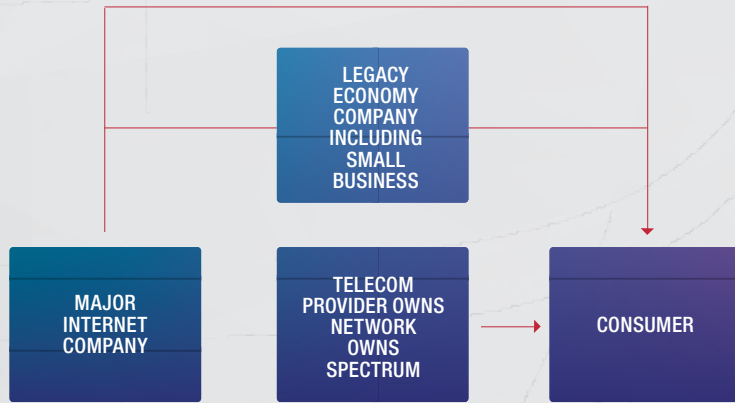 LEGACY
ECONOMY
COMPANY
INCLUDING
SMALL
BUSINESS
MAJOR
INTERNET
COMPANY
TELECOM
PROVIDER OWNS
NETWORK
OWNS
SPECTRUM
CONSUMER